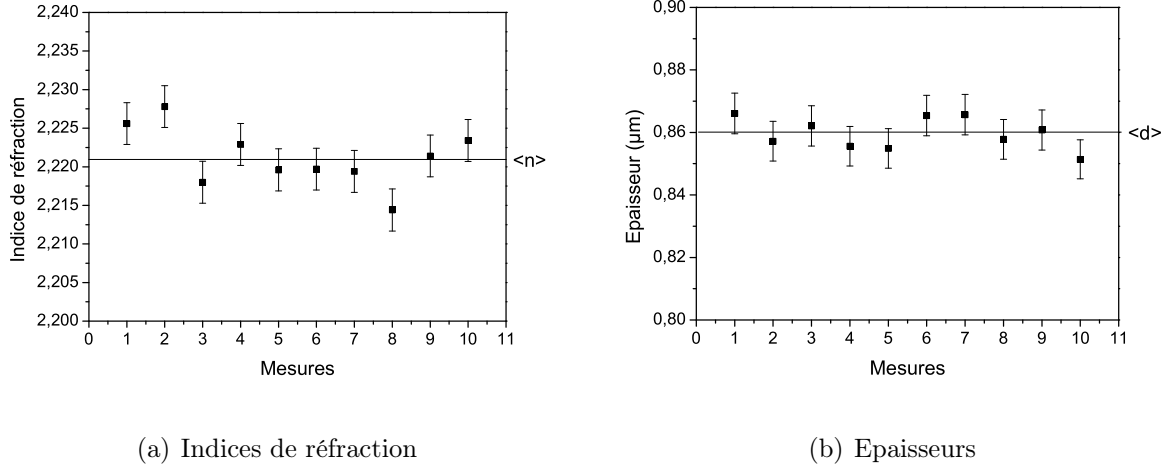 2,240
2,235
2,230
2,225
2,220
2,215
2,210
2,205
2,200
Indice de réfraction
<n>
0 1 2 3 4 5 6 7 8 9 10 11
Mesures
(a) Indices de réfraction
0,90
0,88
0,86
0,84
0,82
0,80
Epaisseur (µm)
<d>
0 1 2 3 4 5 6 7 8 9 10 11
Mesures
(b) Epaisseurs